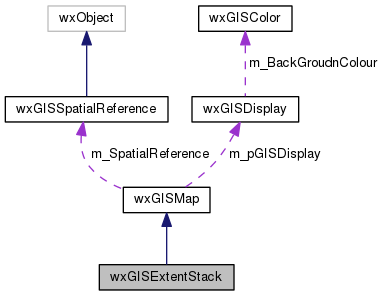 wxObject
wxGISColor
m_BackGroudnColour
wxGISSpatialReference
wxGISDisplay
m_SpatialReference
m_pGISDisplay
wxGISMap
wxGISExtentStack